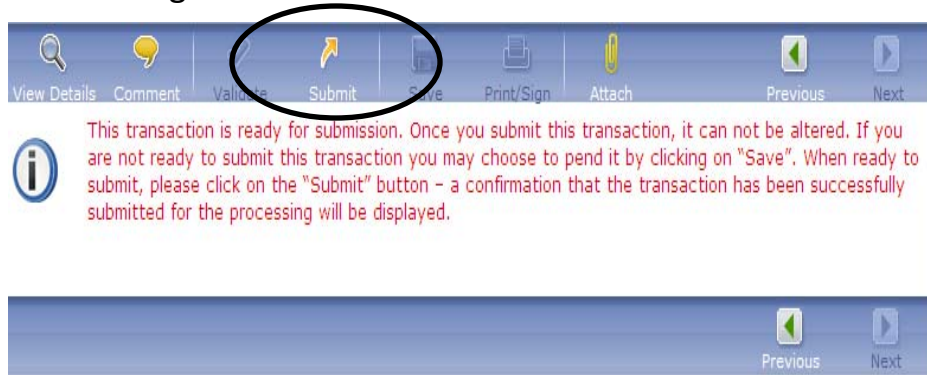 View Details Comment Validate Submit Save Print/Sign Attach Previous Next
This transaction is ready for submission. Once you submit this transaction, it can not be altered. If you
are not ready to submit this transaction you may choose to pend it by clicking on “Save”. When ready to
submit, please click on the “Submit” button – a confirmation that the transaction has been successfully
submitted for the processing will be displayed.
Previous Next